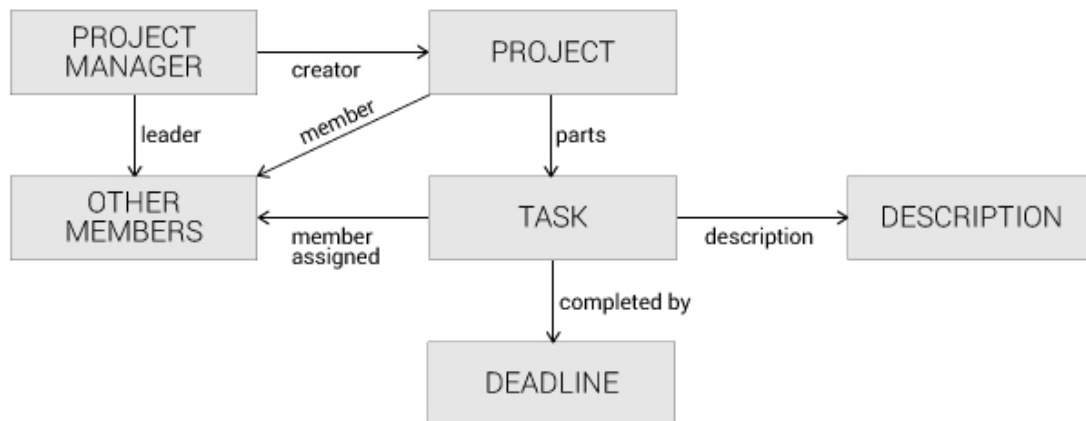 PROJECT
MANAGER
creator
PROJECT
leader
member
parts
OTHER
MEMBERS
member
assigned
TASK
description
DESCRIPTION
completed by
DEADLINE